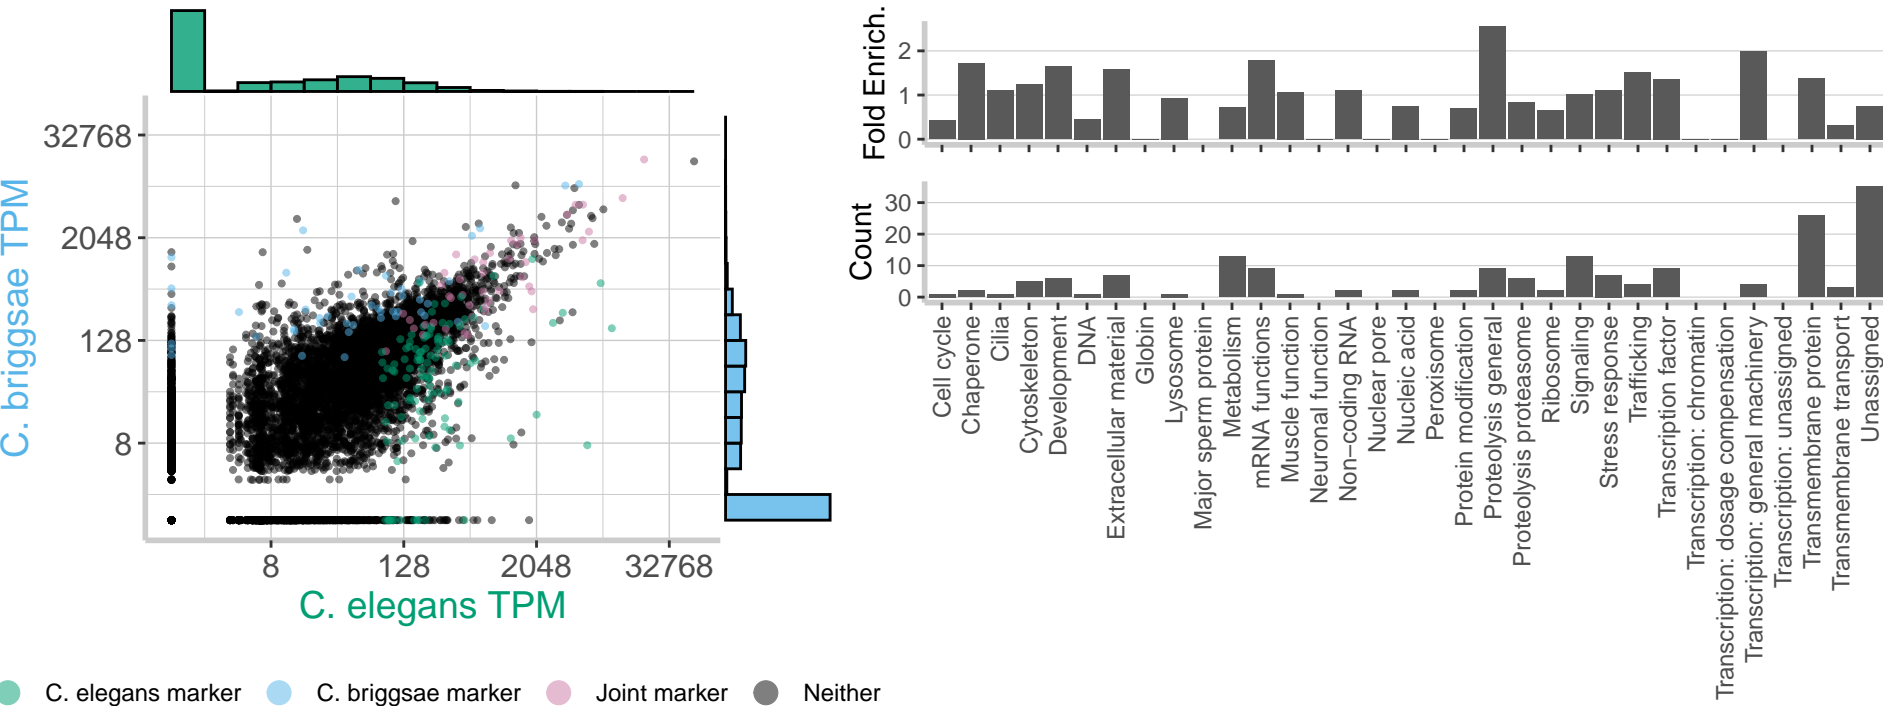 C. briggsae TPM
32768
2048
128
8
8
128
2048
32768
C. elegans TPM
C. elegans marker
C. briggsae marker
Joint marker
Neither
Fold Enrich.
2
1
0
Count
30
20
10
0
Cell cycle
Chaperone
Cilia
Cytoskeleton
Development
DNA
Extracellular material
Globin
Lysosome
Major sperm protein
Metabolism
mRNA functions
Muscle function
Neuronal function
Non−coding RNA
Nuclear pore
Nucleic acid
Peroxisome
Protein modification
Proteolysis general
Proteolysis proteasome
Ribosome
Signaling
Stress response
Trafficking
Transcription factor
Transcription: chromatin
Transcription: dosage compensation
Transcription: general machinery
Transcription: unassigned
Transmembrane protein
Transmembrane transport
Unassigned